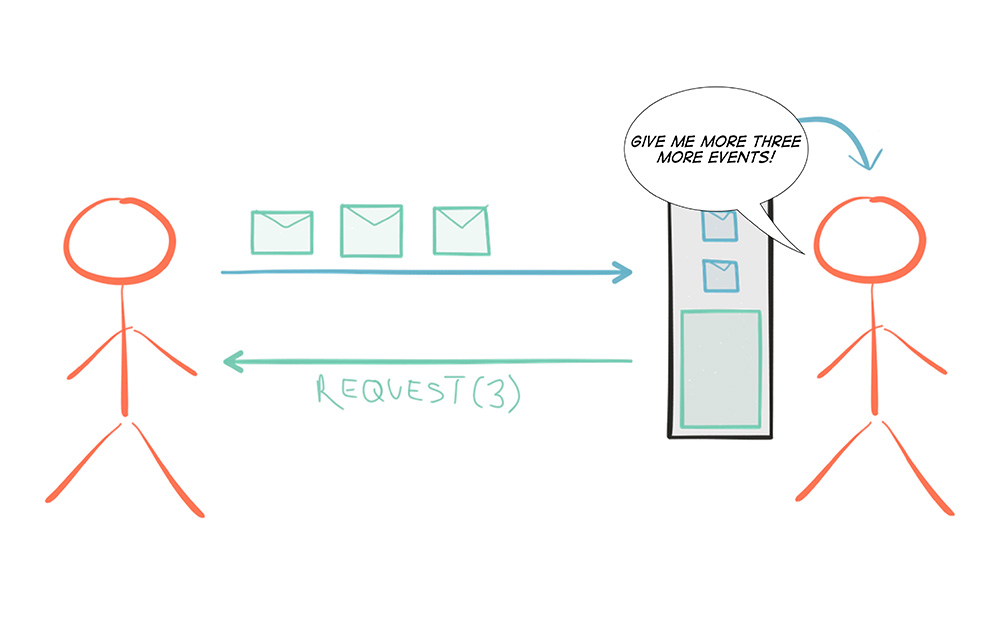 GIVE ME MORE THREE
MORE EVENTS!
REQUEST(3)